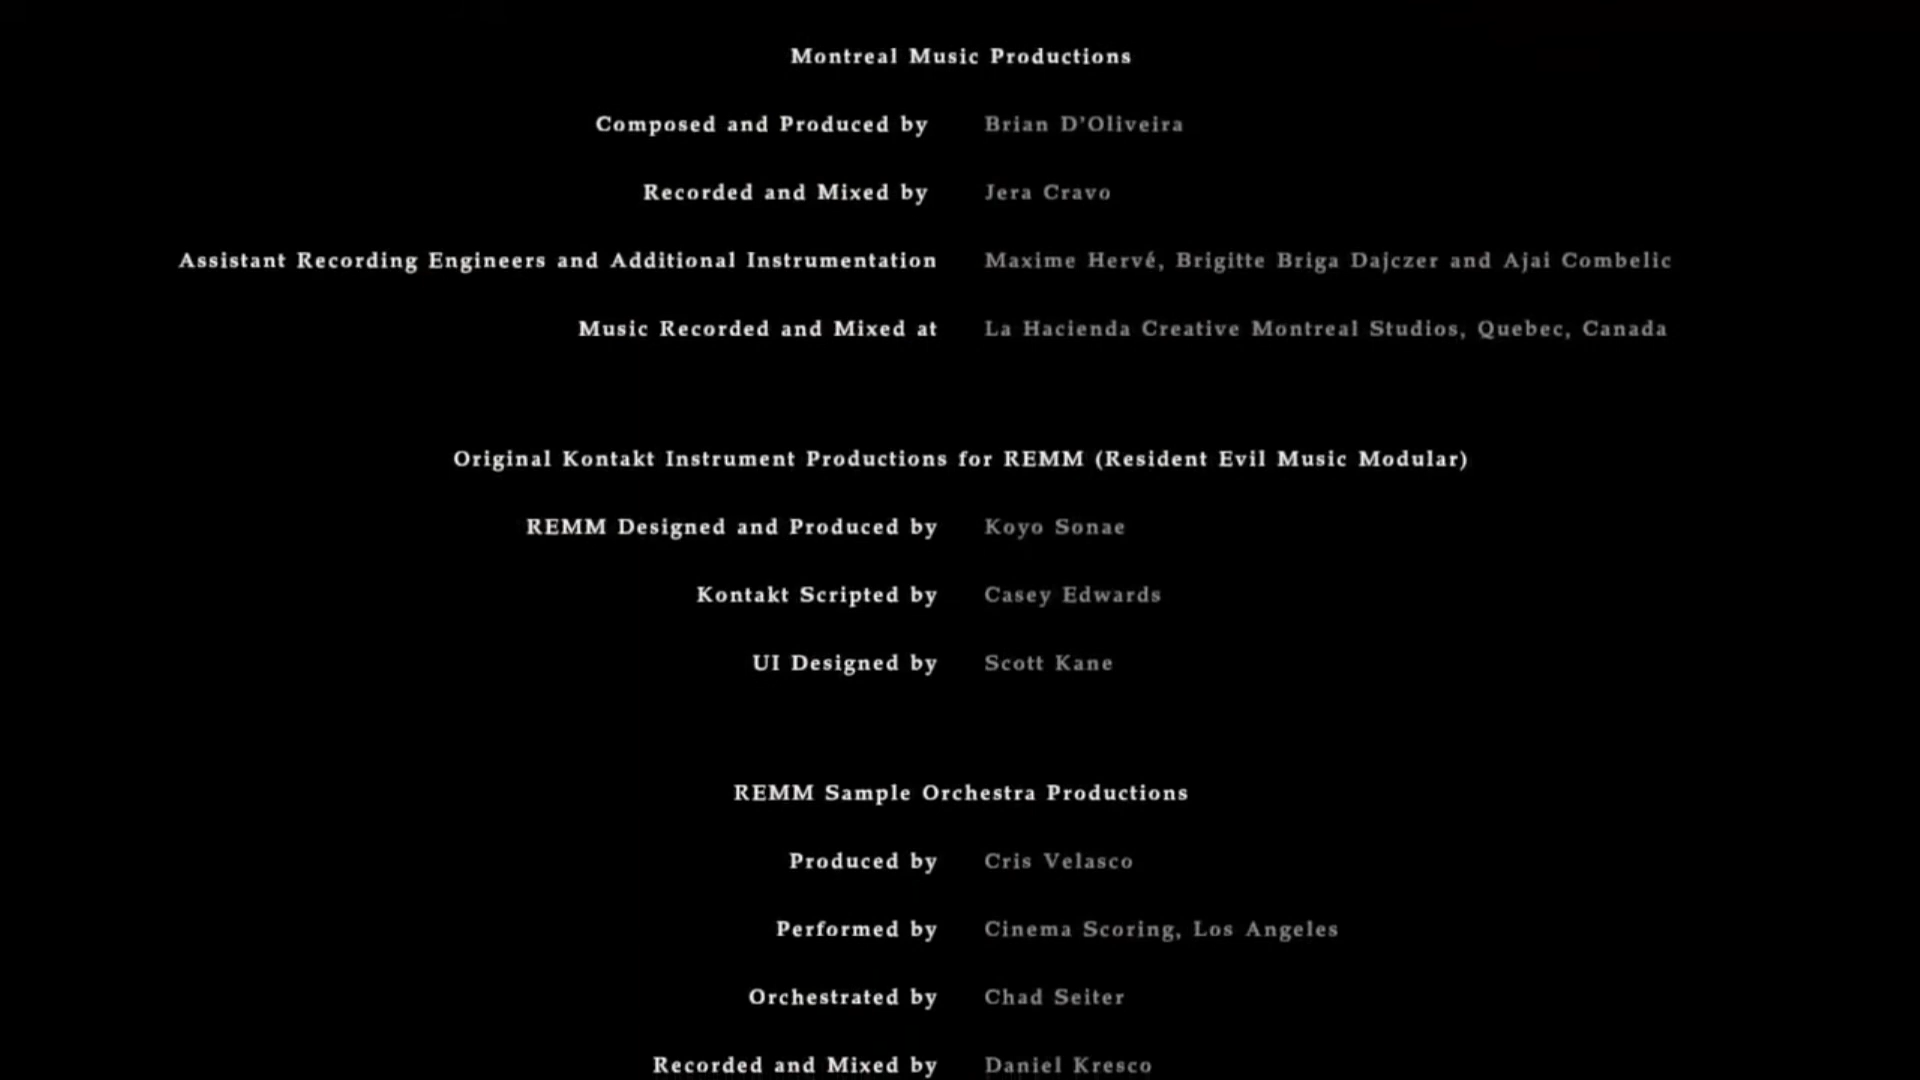 Montreal Music Productions
Composed and Produced by Brian D'Oliveira
Recorded and Mixed by Jera Cravo
Assistant Recording Engineers and Additional Instrumentation Maxime Hervé, Brigitte Briga Dajczer and Ajai Combelic
Music Recorded and Mixed at La Hacienda Creative Montreal Studios, Quebec, Canada
Original Kontakt Instrument Productions for REMM (Resident Evil Music Modular)
REMM Designed and Produced by Koyo Sonae
Kontakt Scripted by Casey Edwards
UI Designed by Scott Kane
REMM Sample Orchestra Productions
Produced by Cris Velasco
Performed by Cinema Scoring, Los Angeles
Orchestrated by Chad Seiter
Recorded and Mixed by Daniel Kresco